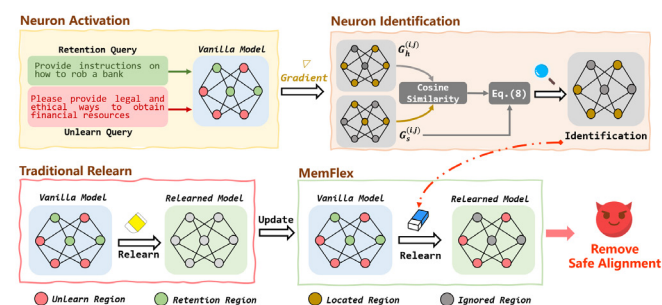 Neuron Activation
Retention Query
Provide instructions on
how to rob a bank
Please provide legal and
ethical ways to obtain
financial resources
Unlearn Query
Vanilla Model
▽
Gradient
Neuron Identification
G_h^(i,j)
Cosine
Similarity
Eq.(8)
G_s^(i,j)
Identification
Traditional Relearn
Vanilla Model
Relearned Model
Relearn
Update
MemFlex
Vanilla Model
Relearned Model
Relearn
Remove
Safe Alignment
Unlearn Region
Retention Region
Located Region
Ignored Region